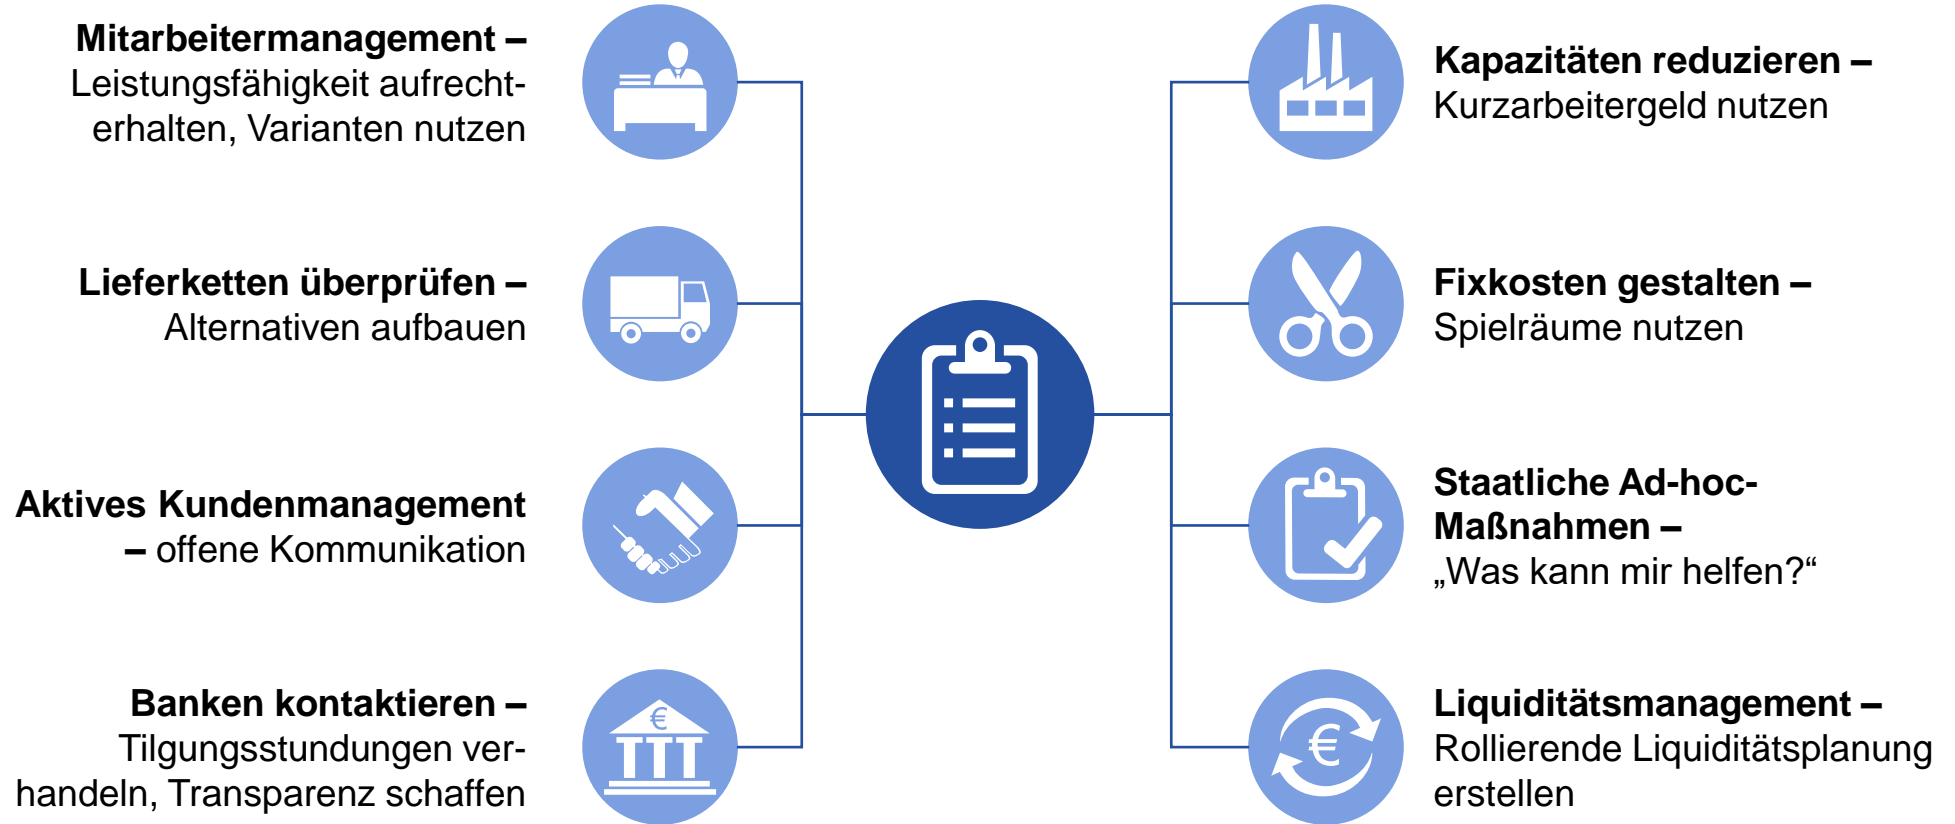 Mitarbeitermanagement –
Leistungsfähigkeit aufrecht-
erhalten, Varianten nutzen
Lieferketten überprüfen –
Alternativen aufbauen
Aktives Kundenmanagement
– offene Kommunikation
Banken kontaktieren –
Tilgungsstundungen ver-
handeln, Transparenz schaffen
€
Kapazitäten reduzieren –
Kurzarbeitergeld nutzen
Fixkosten gestalten –
Spielräume nutzen
Staatliche Ad-hoc-
Maßnahmen –
„Was kann mir helfen?“
€
Liquiditätsmanagement –
Rollierende Liquiditätsplanung
erstellen